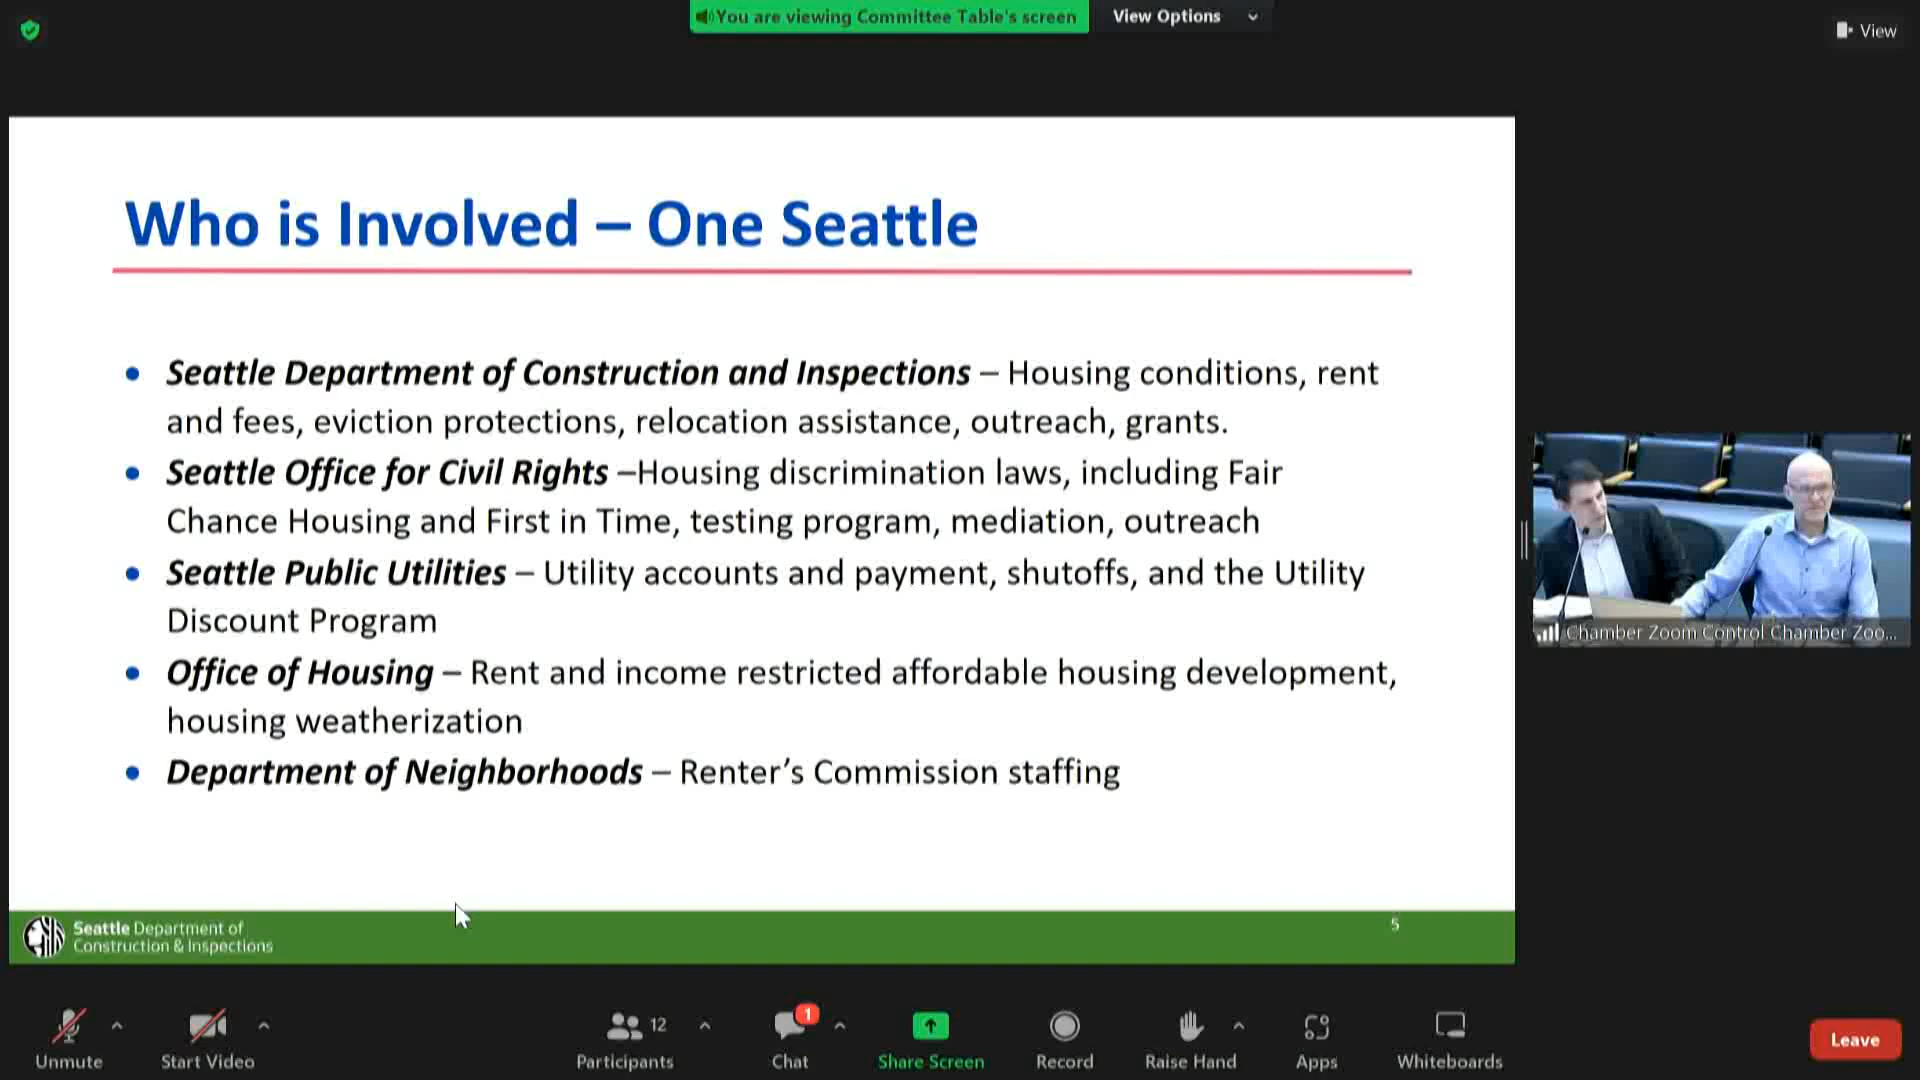 You are viewing Committee Table's screen
View Options
View
Who is Involved – One Seattle
• Seattle Department of Construction and Inspections – Housing conditions, rent
and fees, eviction protections, relocation assistance, outreach, grants.
• Seattle Office for Civil Rights –Housing discrimination laws, including Fair
Chance Housing and First in Time, testing program, mediation, outreach
• Seattle Public Utilities – Utility accounts and payment, shutoffs, and the Utility
Discount Program
• Office of Housing – Rent and income restricted affordable housing development,
housing weatherization
• Department of Neighborhoods – Renter’s Commission staffing
Chamber Zoom Control Chamber Zoo...
Seattle Department of
Construction & Inspections
5
Unmute
Start Video
12
Participants
1
Chat
Share Screen
Record
Raise Hand
Apps
Whiteboards
Leave